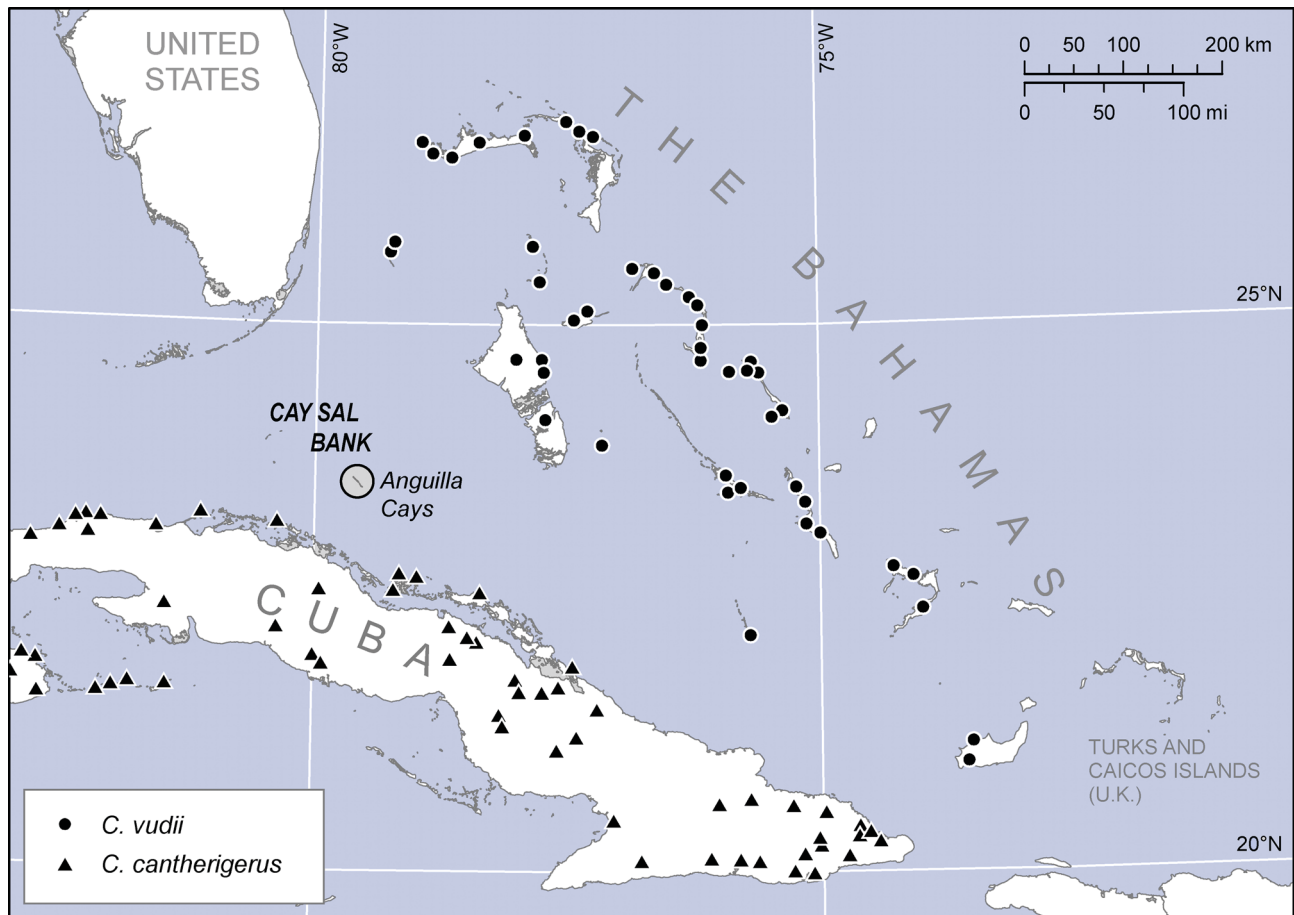 UNITED
STATES
80°W
75°W
0 50 100 200 km
0 50 100 mi
THE BAHAMAS
25°N
CAY SAL
BANK
Anguilla
Cays
CUBA
TURKS AND
CAICOS ISLANDS
(U.K.)
C. vudii
C. cantherigerus
20°N